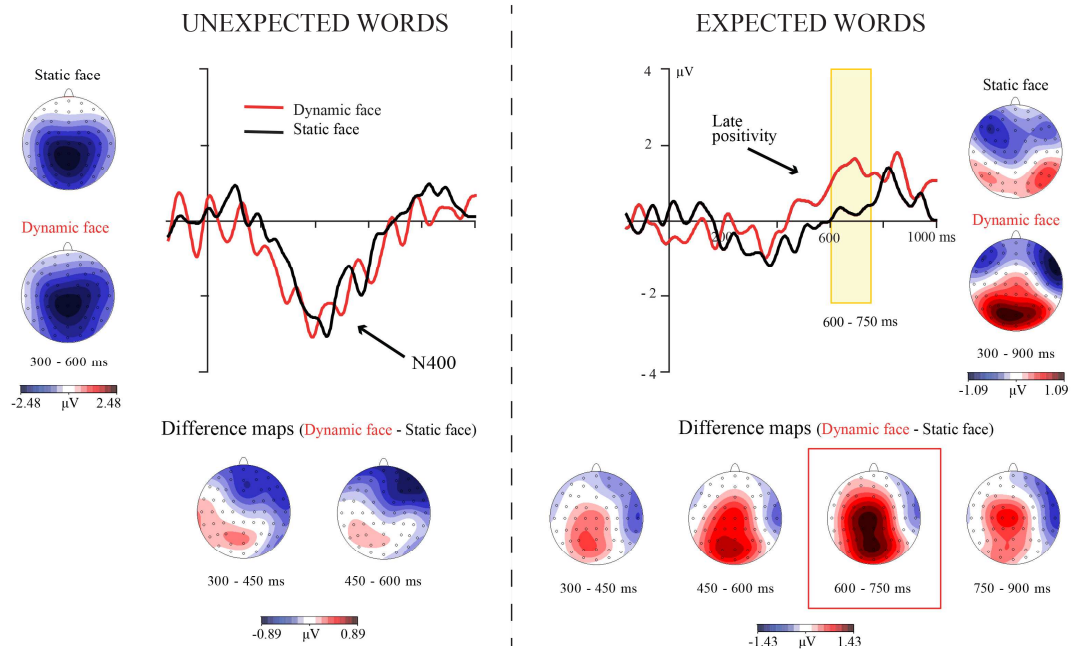 UNEXPECTED WORDS
Static face
Dynamic face
300 - 600 ms
-2.48 µV 2.48
Dynamic face
Static face
N400
Difference maps (Dynamic face - Static face)
300 - 450 ms
450 - 600 ms
-0.89 µV 0.89
EXPECTED WORDS
4
µV
2
-2
-4
200
600
1000 ms
Late
positivity
600 - 750 ms
Static face
Dynamic face
300 - 900 ms
-1.09 µV 1.09
Difference maps (Dynamic face - Static face)
300 - 450 ms
450 - 600 ms
600 - 750 ms
750 - 900 ms
-1.43 µV 1.43